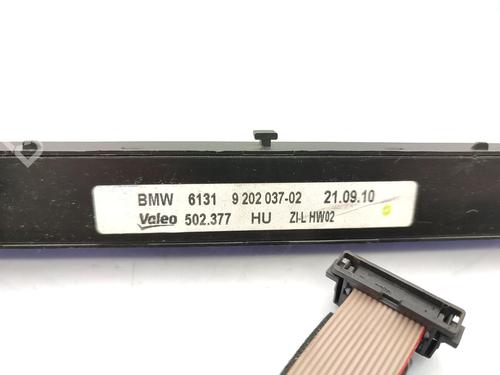 BMW 6131 9 202 037-02 21.09.10
Valeo 502.377 HU ZI-L HW02